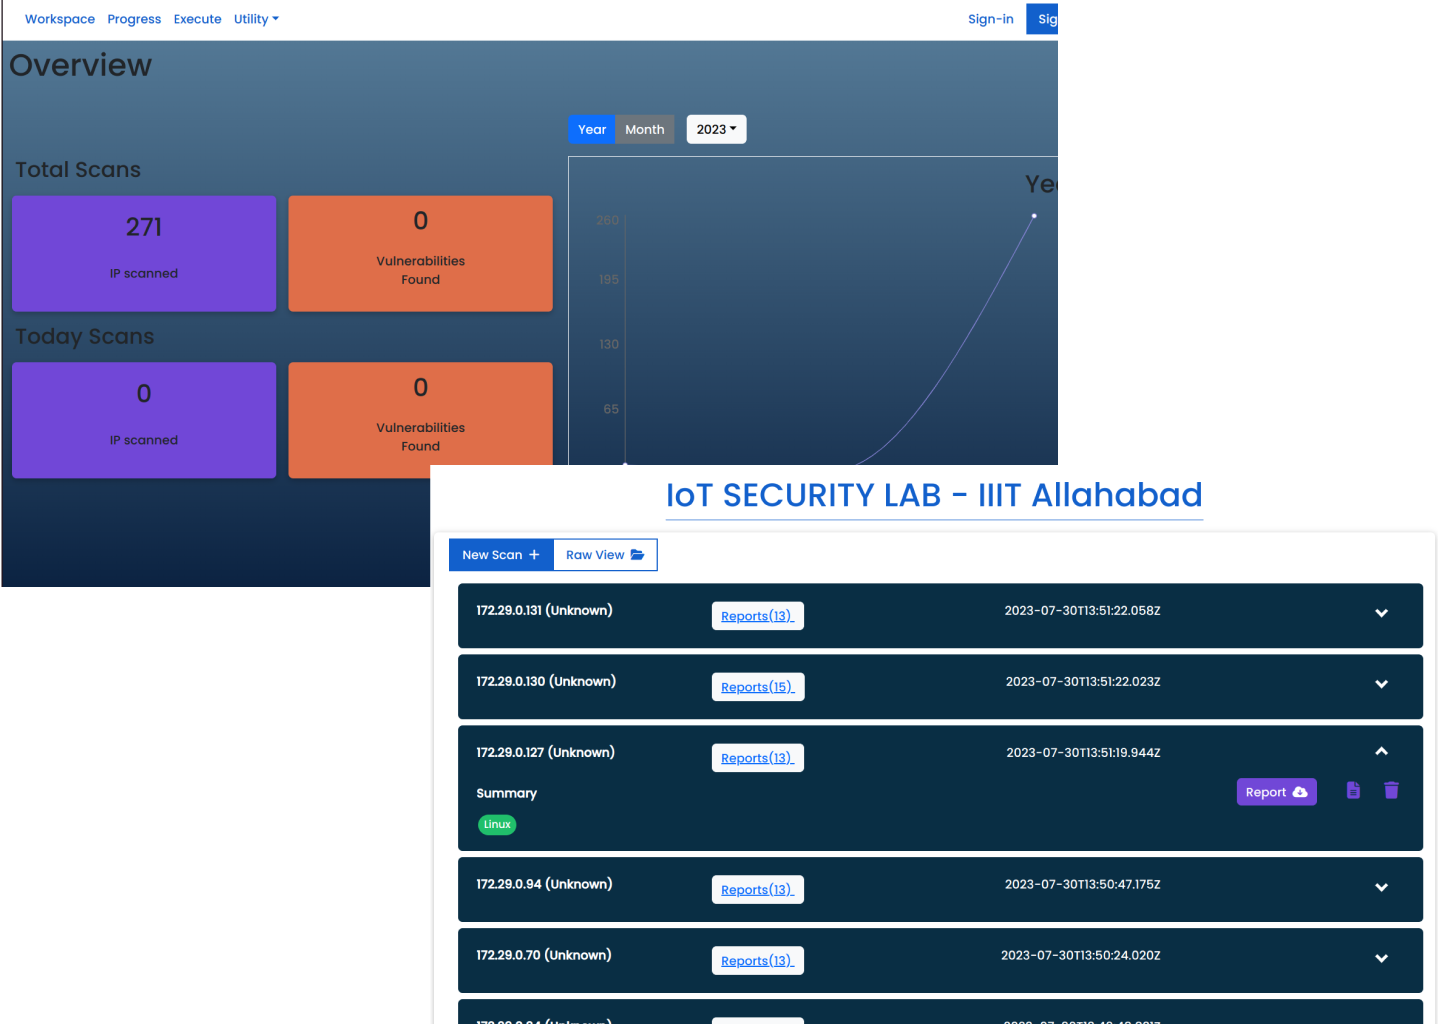 Workspace Progress Execute Utility Sign-in Sig
Overview
Year Month 2023
Total Scans
271
IP scanned
0
Vulnerabilities
Found
Today Scans
0
IP scanned
0
Vulnerabilities
Found
Yea
260
195
130
65
IoT SECURITY LAB - IIIT Allahabad
New Scan + Raw View
172.29.0.131 (Unknown) Reports(13) 2023-07-30T13:51:22.058Z
172.29.0.130 (Unknown) Reports(15) 2023-07-30T13:51:22.023Z
172.29.0.127 (Unknown) Reports(13) 2023-07-30T13:51:19.944Z
Summary Report
Linux
172.29.0.94 (Unknown) Reports(13) 2023-07-30T13:50:47.175Z
172.29.0.70 (Unknown) Reports(13) 2023-07-30T13:50:24.020Z